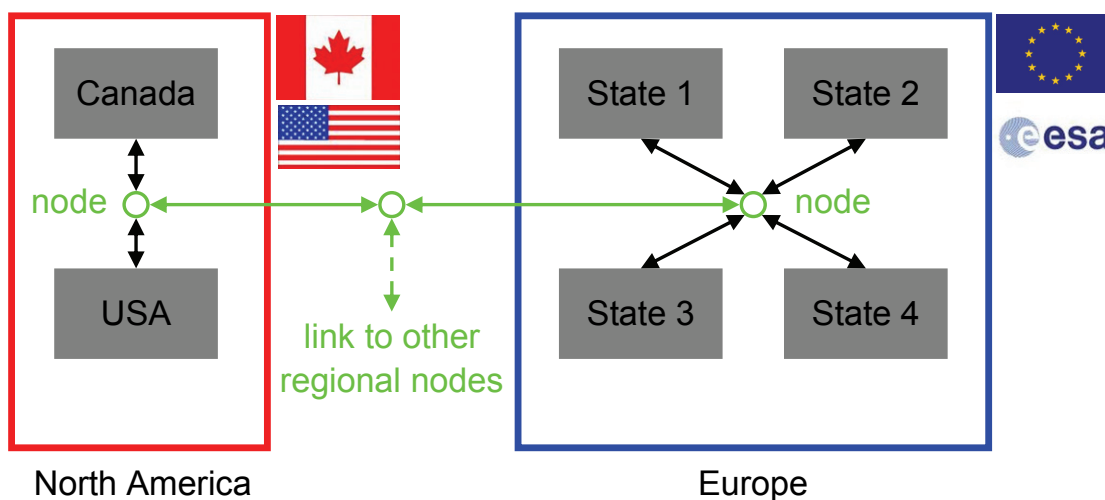 Canada
State 1
State 2
esa
node
node
USA
State 3
State 4
link to other
regional nodes
North America
Europe